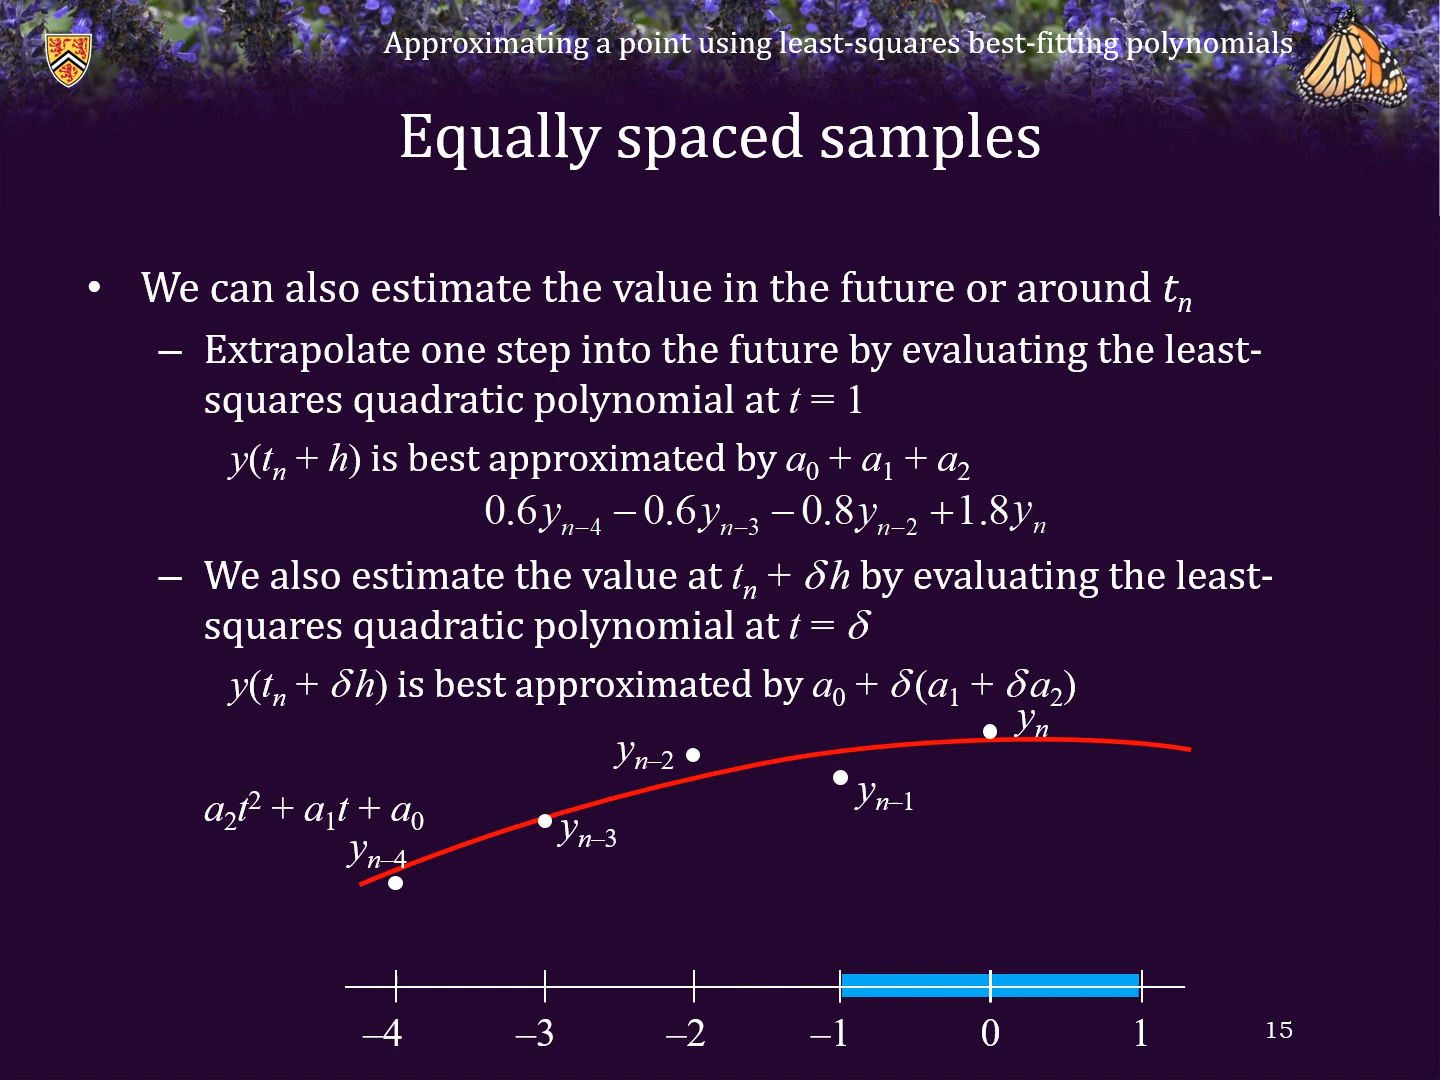 Approximating a point using least-squares best-fitting polynomials
Equally spaced samples
• We can also estimate the value in the future or around tₙ
– Extrapolate one step into the future by evaluating the least-
squares quadratic polynomial at t = 1
y(tₙ + h) is best approximated by a₀ + a₁ + a₂
0.6yₙ₋₄ − 0.6yₙ₋₃ − 0.8yₙ₋₂ + 1.8yₙ
– We also estimate the value at tₙ + δh by evaluating the least-
squares quadratic polynomial at t = δ
y(tₙ + δh) is best approximated by a₀ + δ(a₁ + δa₂)
yₙ
yₙ₋₂
yₙ₋₁
a₂t² + a₁t + a₀
yₙ₋₃
yₙ₋₄
–4 –3 –2 –1 0 1
15